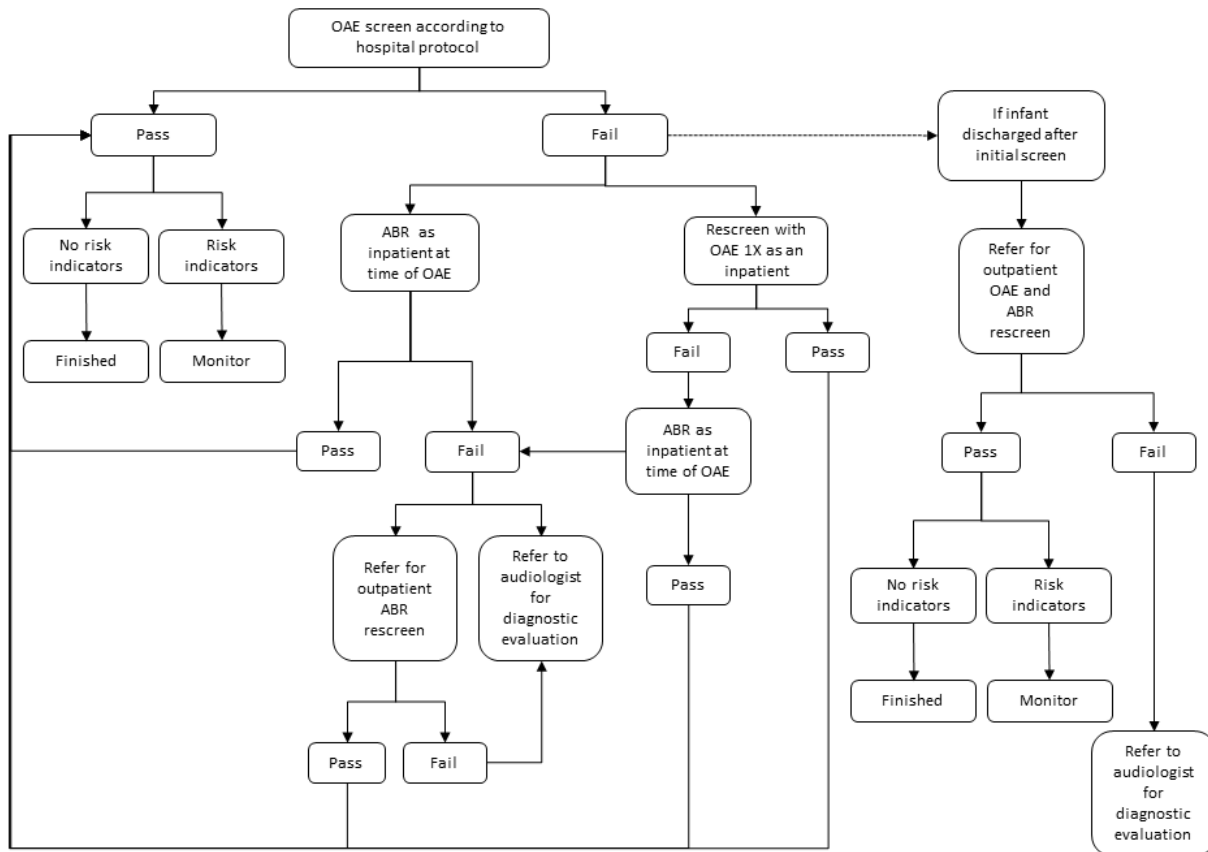 OAE screen according to
hospital protocol
Pass
Fail
If infant
discharged after
initial screen
No risk
indicators
Risk
indicators
ABR as
inpatient at
time of OAE
Rescreen with
OAE 1X as an
inpatient
Refer for
outpatient
OAE and
ABR
rescreen
Finished
Monitor
Fail
Pass
Pass
Fail
ABR as
inpatient at
time of OAE
Pass
Fail
Refer for
outpatient
ABR
rescreen
Refer to
audiologist
for
diagnostic
evaluation
Pass
No risk
indicators
Risk
indicators
Finished
Monitor
Pass
Fail
Refer to
audiologist for
diagnostic
evaluation